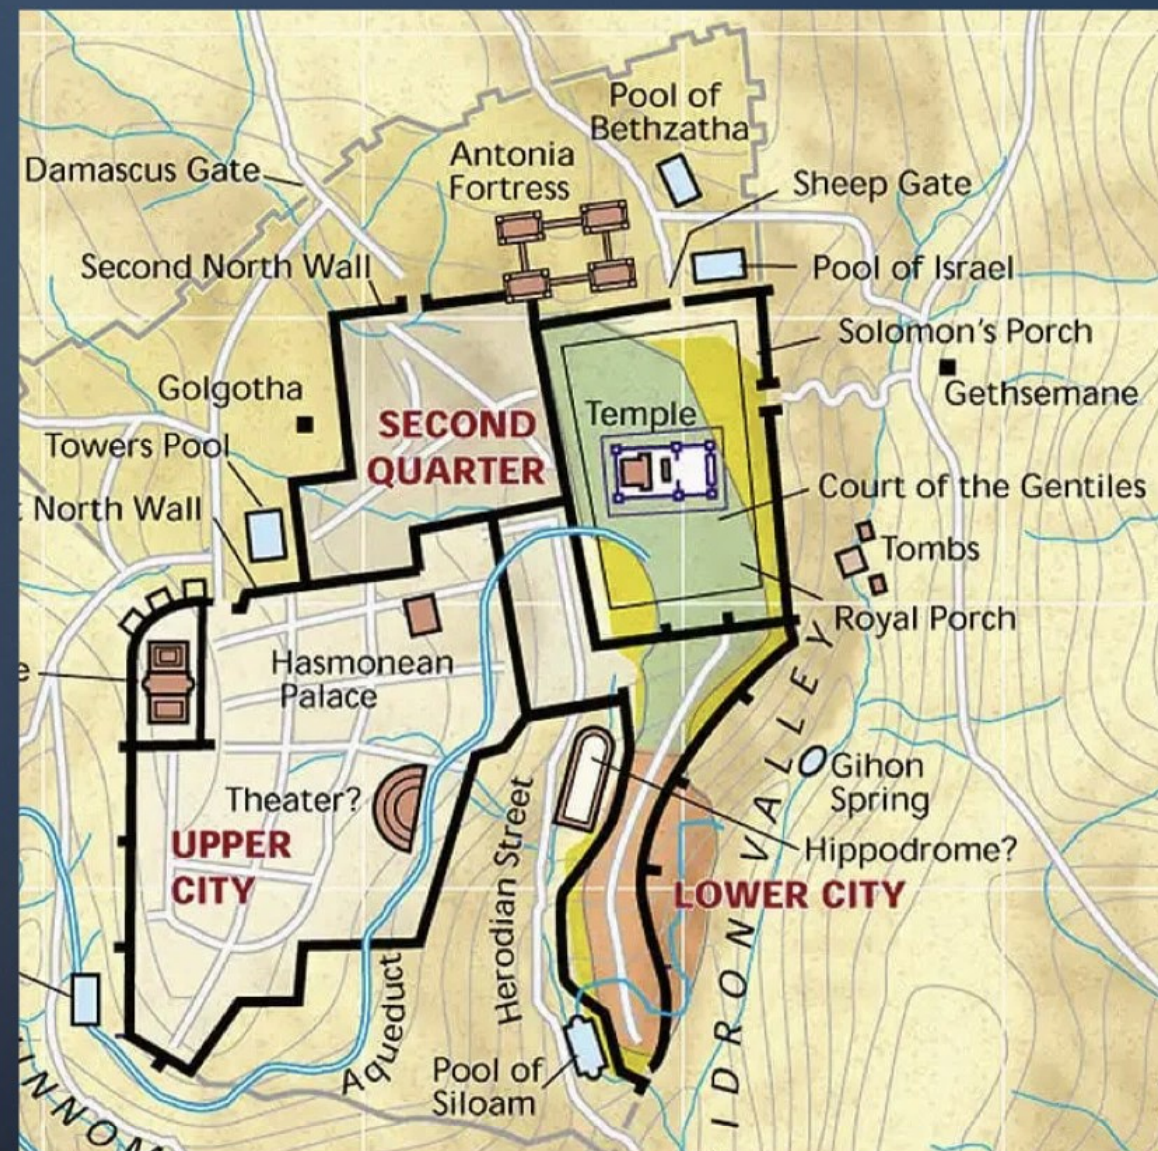 Pool of
Bethzatha
Damascus Gate
Antonia
Fortress
Sheep Gate
Second North Wall
Pool of Israel
Solomon's Porch
Golgotha
Gethsemane
SECOND
QUARTER
Temple
Towers Pool
Court of the Gentiles
North Wall
Tombs
Royal Porch
Hasmonean
Palace
e
Gihon
Spring
Theater?
Herodian Street
UPPER
CITY
Hippodrome?
LOWER CITY
IDRON VALLEY
Aqueduct
Pool of
Siloam
INNOM